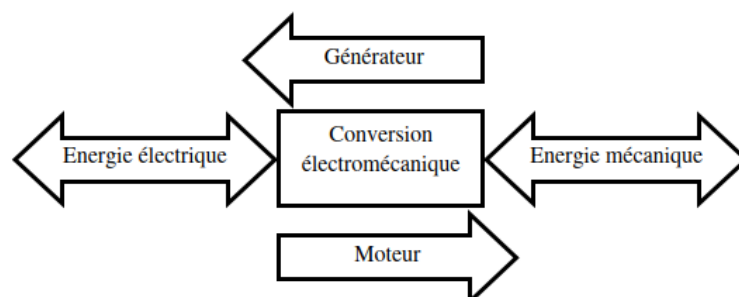 Générateur
Energie électrique
Conversion
électromécanique
Energie mécanique
Moteur